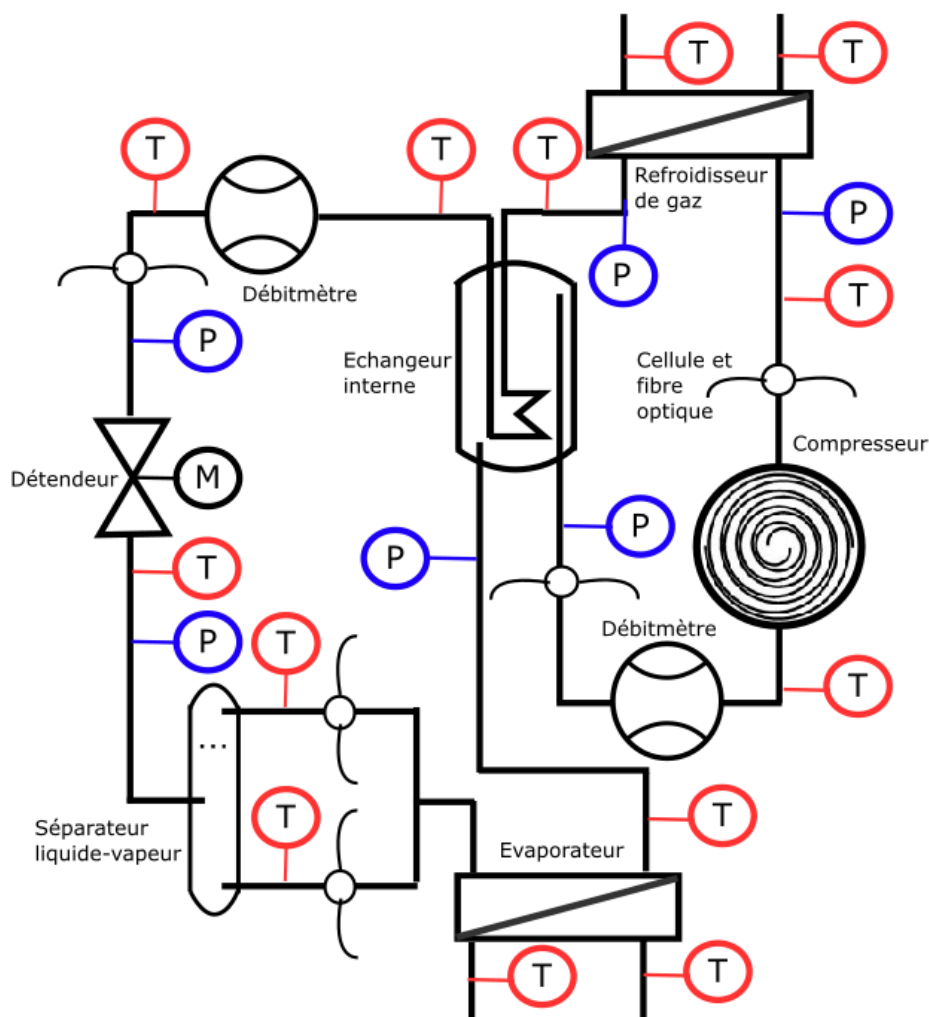 T
T
T
T
T
Refroidisseur
de gaz
P
P
Débitmètre
T
P
Echangeur
interne
Cellule et
fibre
optique
Compresseur
Détendeur
M
P
P
T
T
P
Débitmètre
T
...
T
T
Séparateur
liquide-vapeur
Evaporateur
T
T